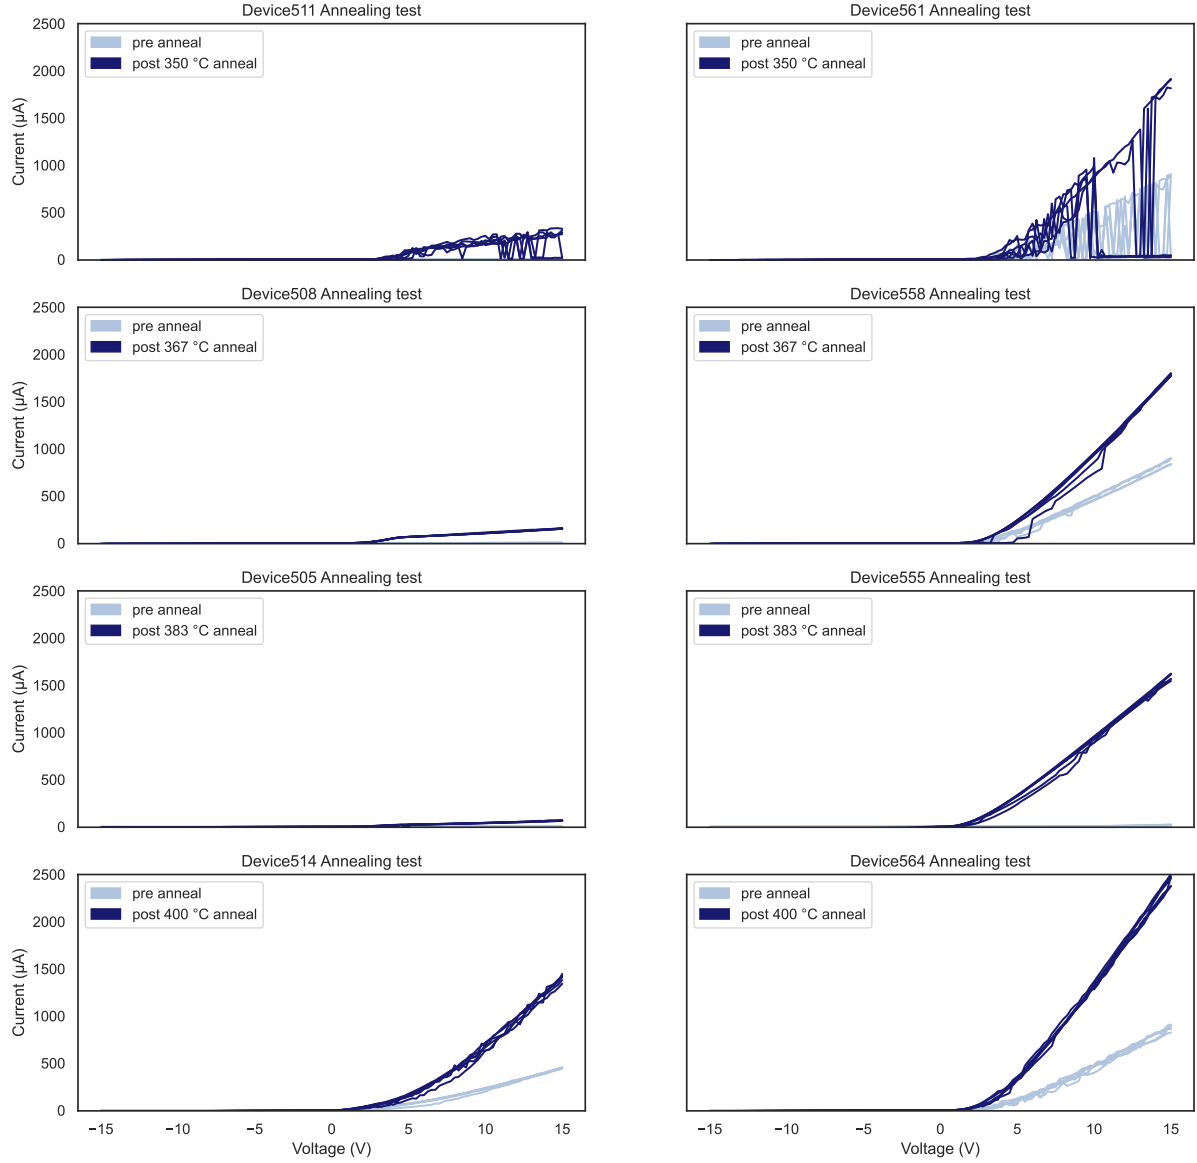 Device511 Annealing test
2500
2000
1500
1000
500
0
Current (µA)
pre anneal
post 350 °C anneal
Device561 Annealing test
pre anneal
post 350 °C anneal
Device508 Annealing test
2500
2000
1500
1000
500
0
Current (µA)
pre anneal
post 367 °C anneal
Device558 Annealing test
pre anneal
post 367 °C anneal
Device505 Annealing test
2500
2000
1500
1000
500
0
Current (µA)
pre anneal
post 383 °C anneal
Device555 Annealing test
pre anneal
post 383 °C anneal
Device514 Annealing test
2500
2000
1500
1000
500
0
Current (µA)
pre anneal
post 400 °C anneal
−15 −10 −5 0 5 10 15
Voltage (V)
Device564 Annealing test
pre anneal
post 400 °C anneal
−15 −10 −5 0 5 10 15
Voltage (V)